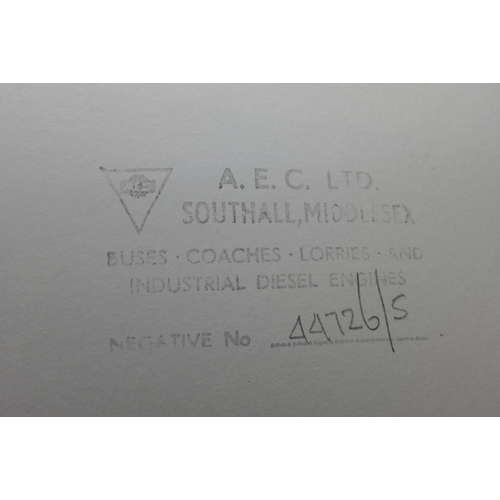 A. E. C. LTD.
SOUTHALL, MIDDLESEX
BUSES · COACHES · LORRIES · AND
INDUSTRIAL DIESEL ENGINES
NEGATIVE No 44726/S